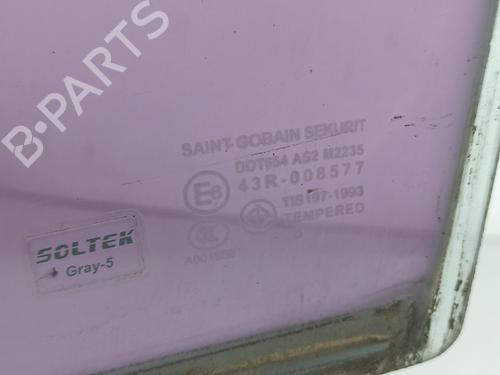 B-PARTS
SAINT-GOBAIN SEKURIT
DOT654 AS2 M2235
E6 43R-008577
TIS197-1993
TEMPERED
SOLTEK
Gray-5